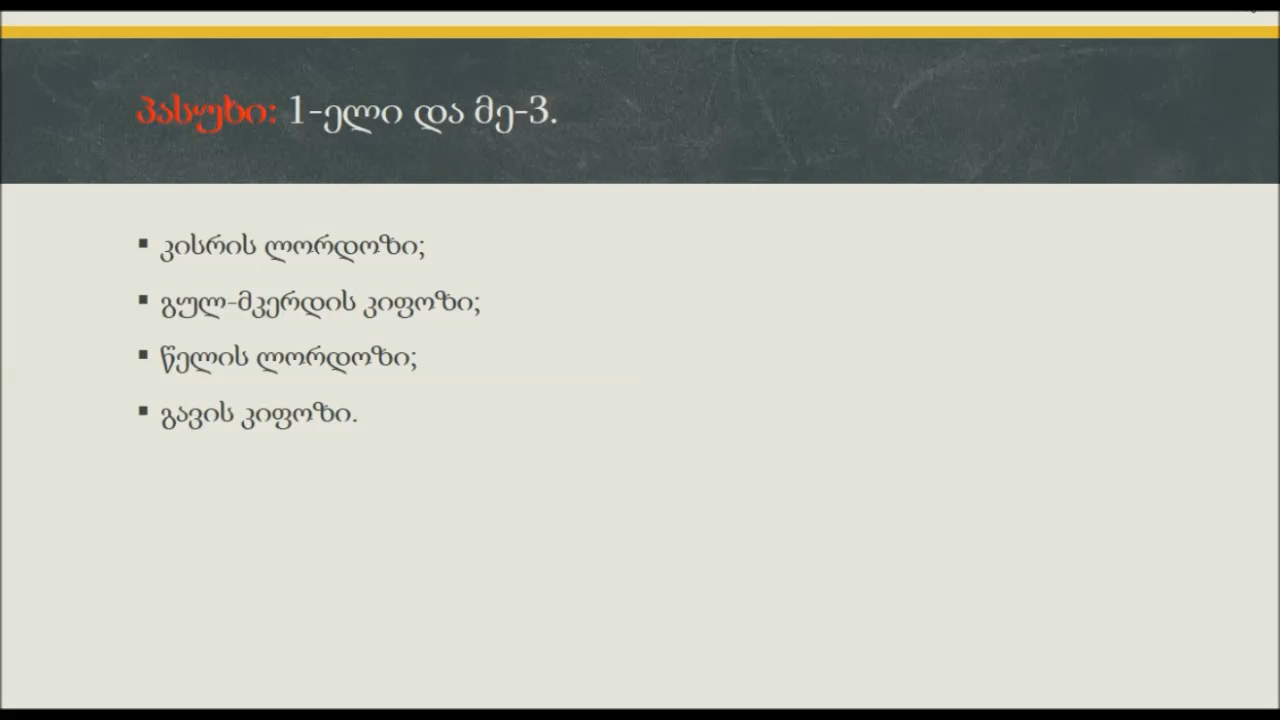 პასუხი: 1-ელი და მე-3.
▪ კისრის ლორდოზი;
▪ გულ-მკერდის კიფოზი;
▪ წელის ლორდოზი;
▪ გავის კიფოზი.